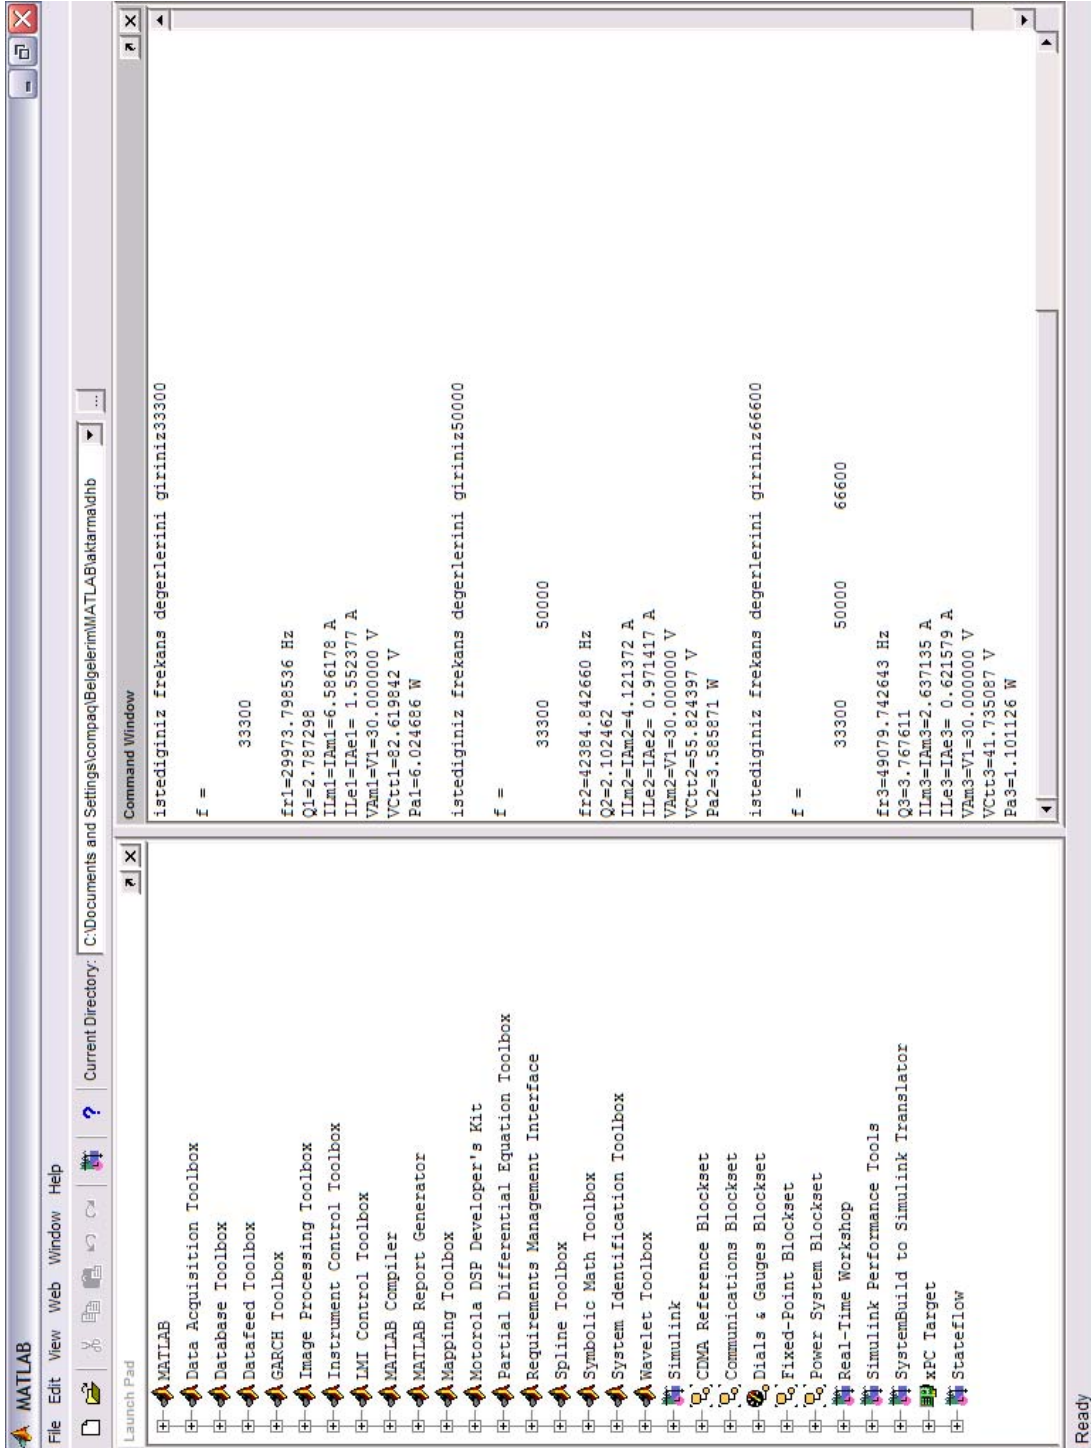 MATLAB
File Edit View Web Window Help
? Current Directory: C:\Documents and Settings\compaq\Belgelerim\MATLAB\aktarma\dhb ...
Launch Pad
MATLAB
Data Acquisition Toolbox
Database Toolbox
Datafeed Toolbox
GARCH Toolbox
Image Processing Toolbox
Instrument Control Toolbox
LMI Control Toolbox
MATLAB Compiler
MATLAB Report Generator
Mapping Toolbox
Motorola DSP Developer's Kit
Partial Differential Equation Toolbox
Requirements Management Interface
Spline Toolbox
Symbolic Math Toolbox
System Identification Toolbox
Wavelet Toolbox
Simulink
CDMA Reference Blockset
Communications Blockset
Dials & Gauges Blockset
Fixed-Point Blockset
Power System Blockset
Real-Time Workshop
Simulink Performance Tools
SystemBuild to Simulink Translator
xPC Target
Stateflow
Command Window
istediginiz frekans degerlerini giriniz33300
f =
33300
fr1=29973.798536 Hz
Q1=2.787298
ILm1=IAm1=6.586178 A
ILe1=IAe1= 1.552377 A
VAm1=V1=30.000000 V
VCtt1=82.619842 V
Pa1=6.024686 W
istediginiz frekans degerlerini giriniz50000
f =
33300 50000
fr2=42384.842660 Hz
Q2=2.102462
ILm2=IAm2=4.121372 A
ILe2=IAe2= 0.971417 A
VAm2=V1=30.000000 V
VCtt2=55.824397 V
Pa2=3.585871 W
istediginiz frekans degerlerini giriniz66600
f =
33300 50000 66600
fr3=49079.742643 Hz
Q3=3.767611
ILm3=IAm3=2.637135 A
ILe3=IAe3= 0.621579 A
VAm3=V1=30.000000 V
VCtt3=41.735087 V
Pa3=1.101126 W
Ready